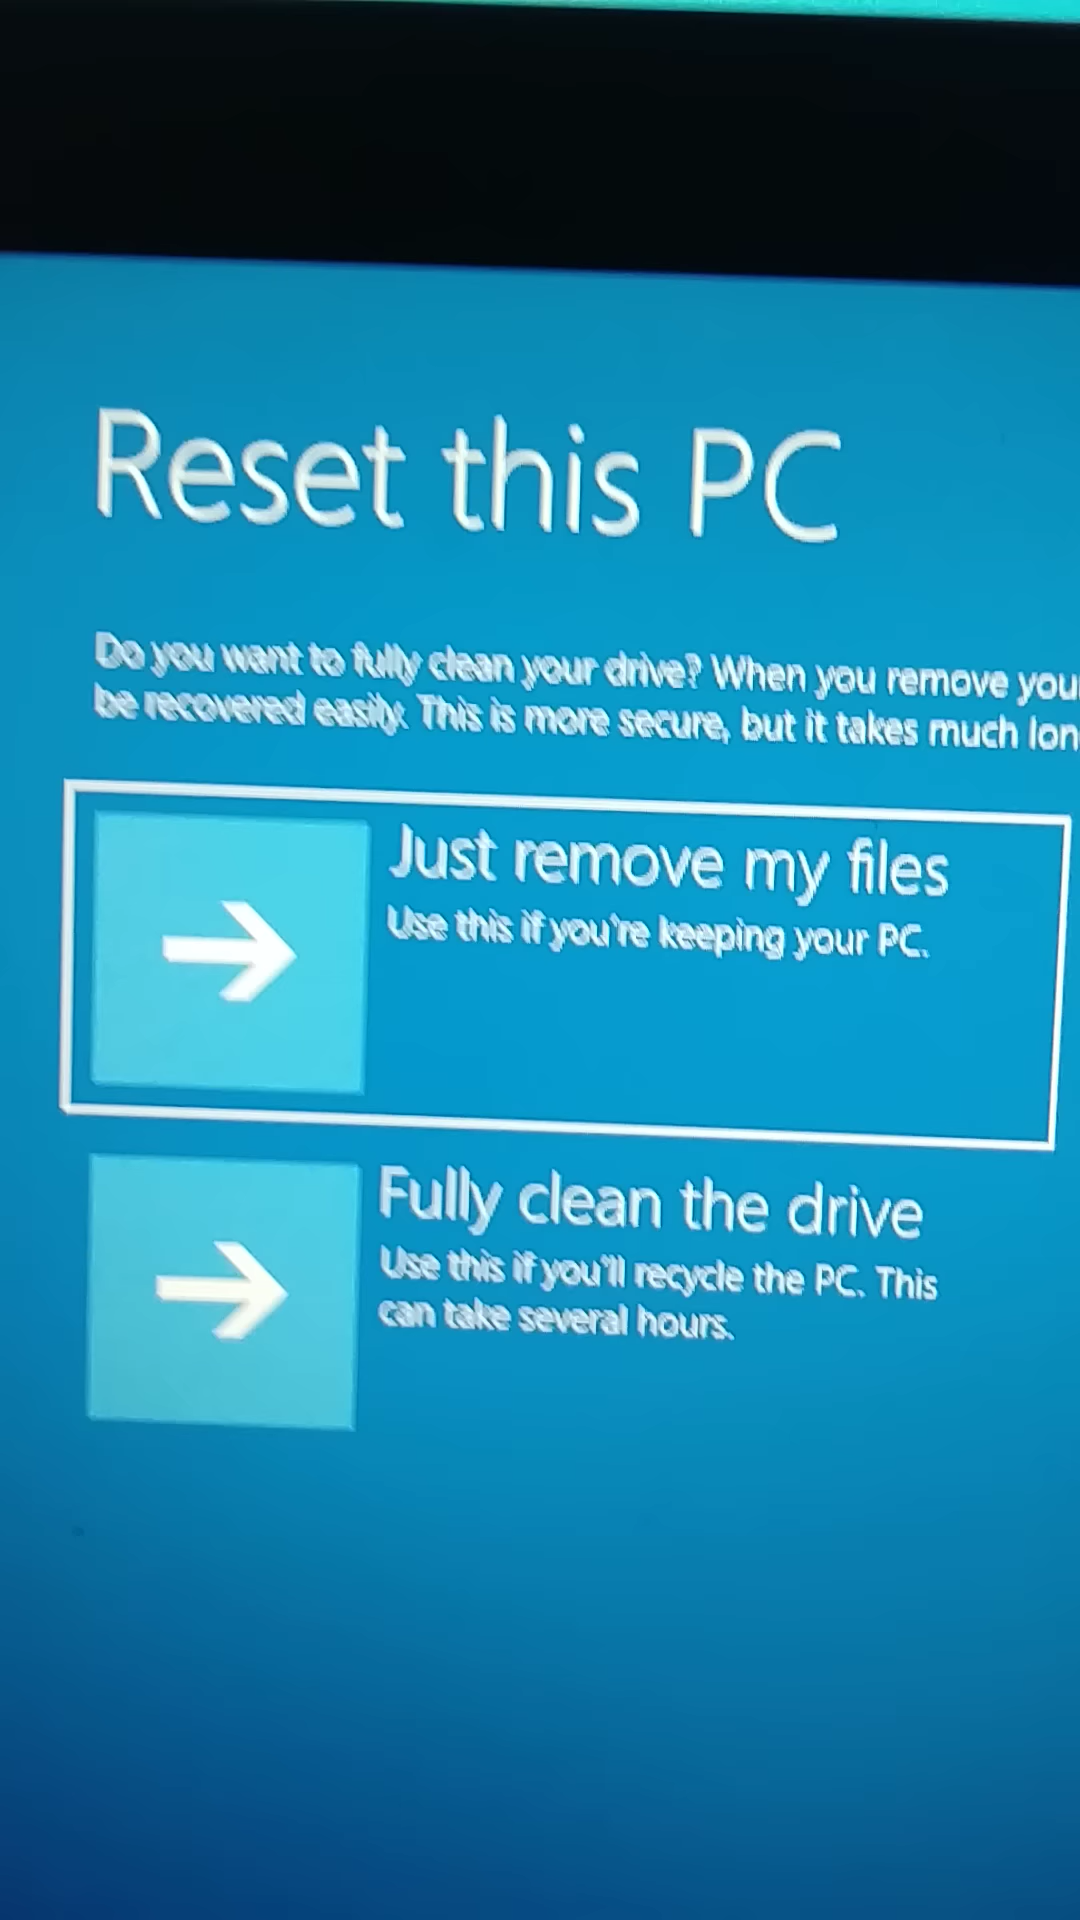 Reset this PC
Do you want to fully clean your drive? When you remove you
be recovered easily. This is more secure, but it takes much lon
Just remove my files
Use this if you're keeping your PC.
Fully clean the drive
Use this if you'll recycle the PC. This
can take several hours.